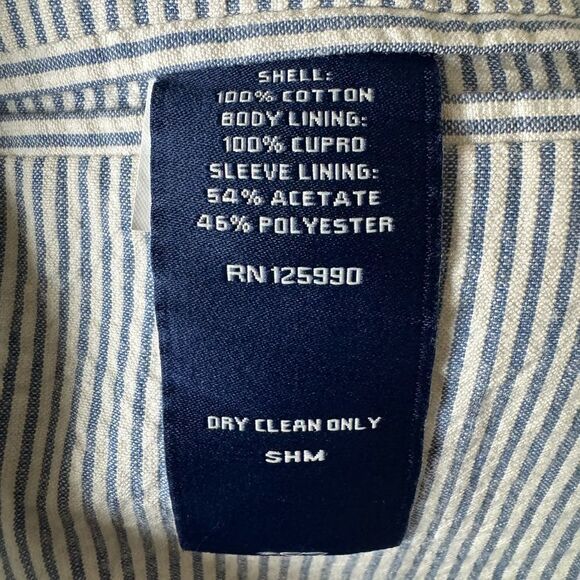 SHELL:
100% COTTON
BODY LINING:
100% CUPRO
SLEEVE LINING:
54% ACETATE
46% POLYESTER
RN 125990
DRY CLEAN ONLY
SHM